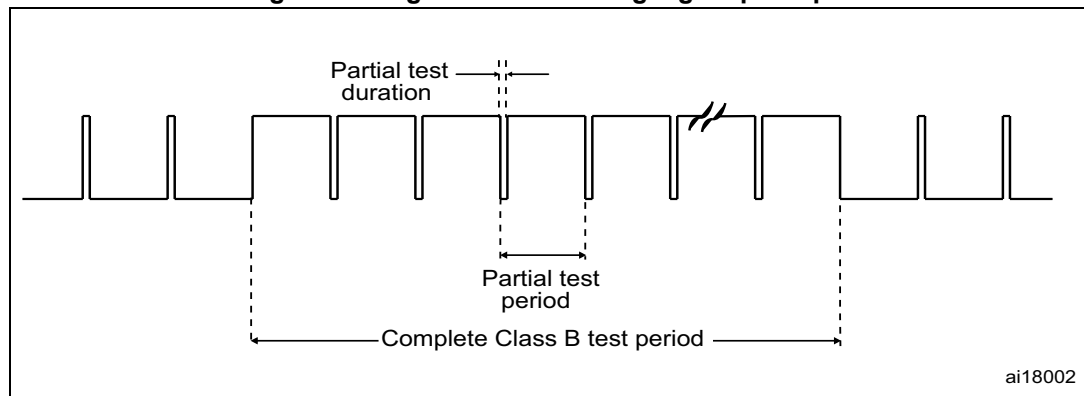 Partial test
duration
Partial test
period
Complete Class B test period
ai18002